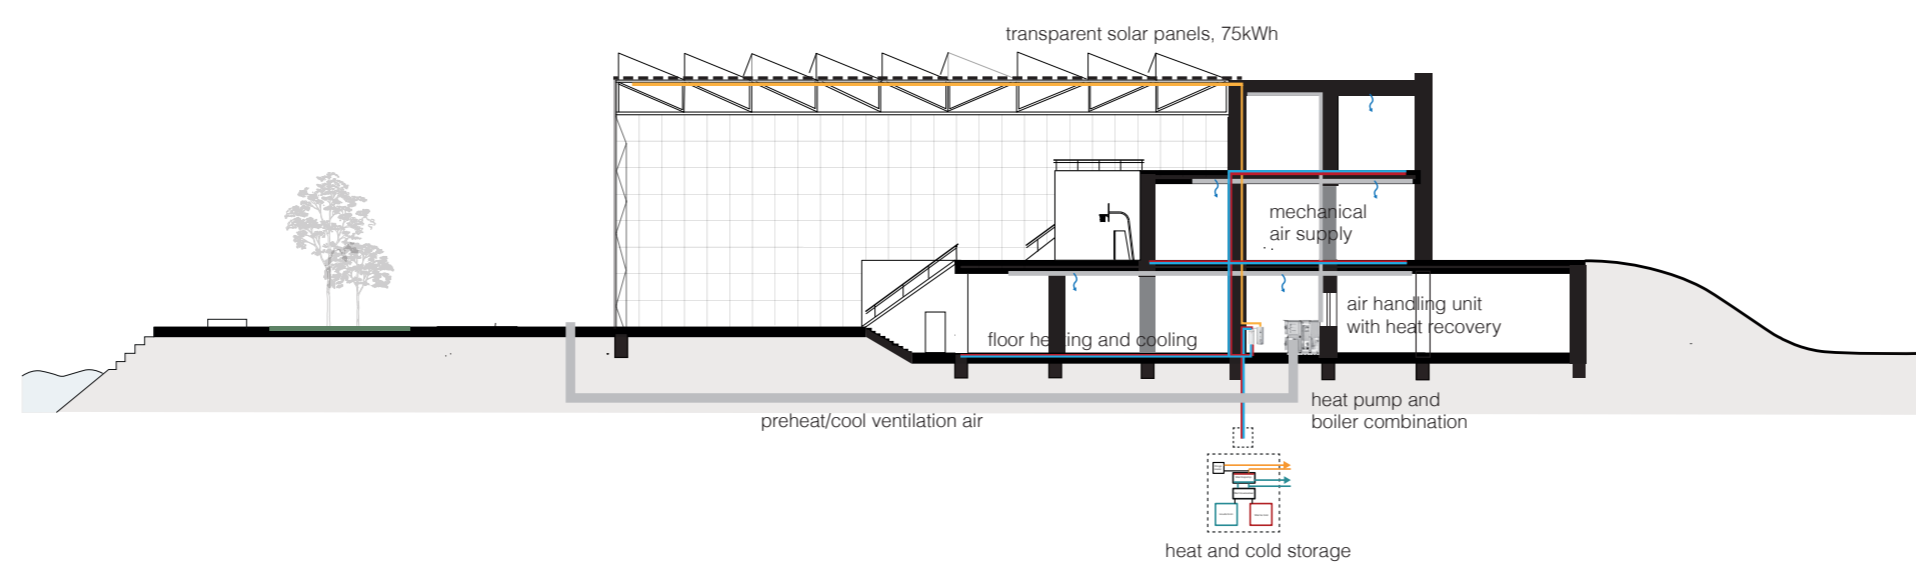 transparent solar panels, 75kWh
mechanical
air supply
air handling unit
with heat recovery
floor heating and cooling
heat pump and
boiler combination
preheat/cool ventilation air
heat and cold storage